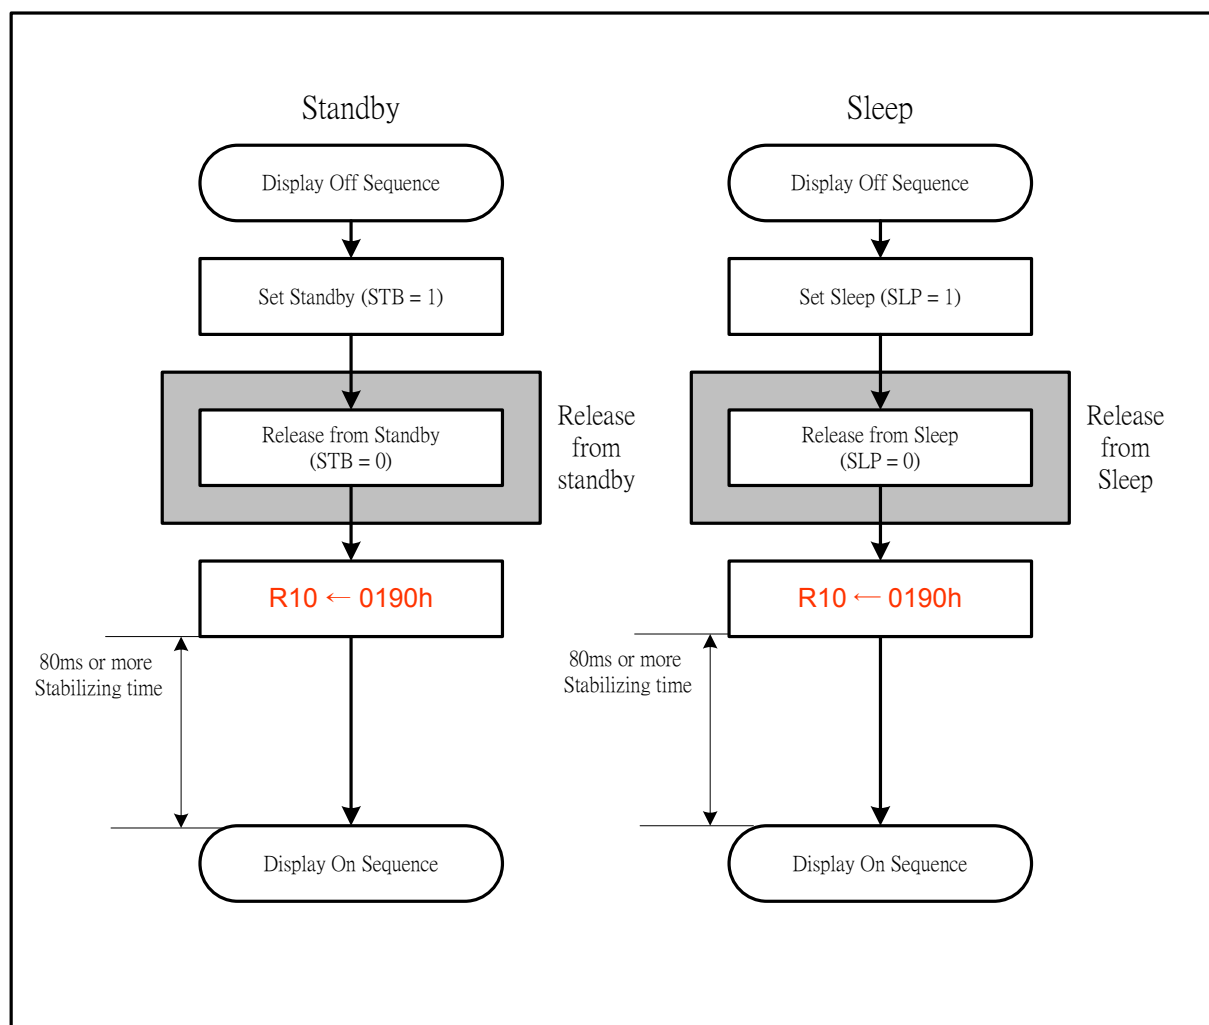 Standby
Display Off Sequence
Set Standby (STB = 1)
Release from Standby
(STB = 0)
Release
from
standby
R10 ← 0190h
80ms or more
Stabilizing time
Display On Sequence
Sleep
Display Off Sequence
Set Sleep (SLP = 1)
Release from Sleep
(SLP = 0)
Release
from
Sleep
R10 ← 0190h
80ms or more
Stabilizing time
Display On Sequence